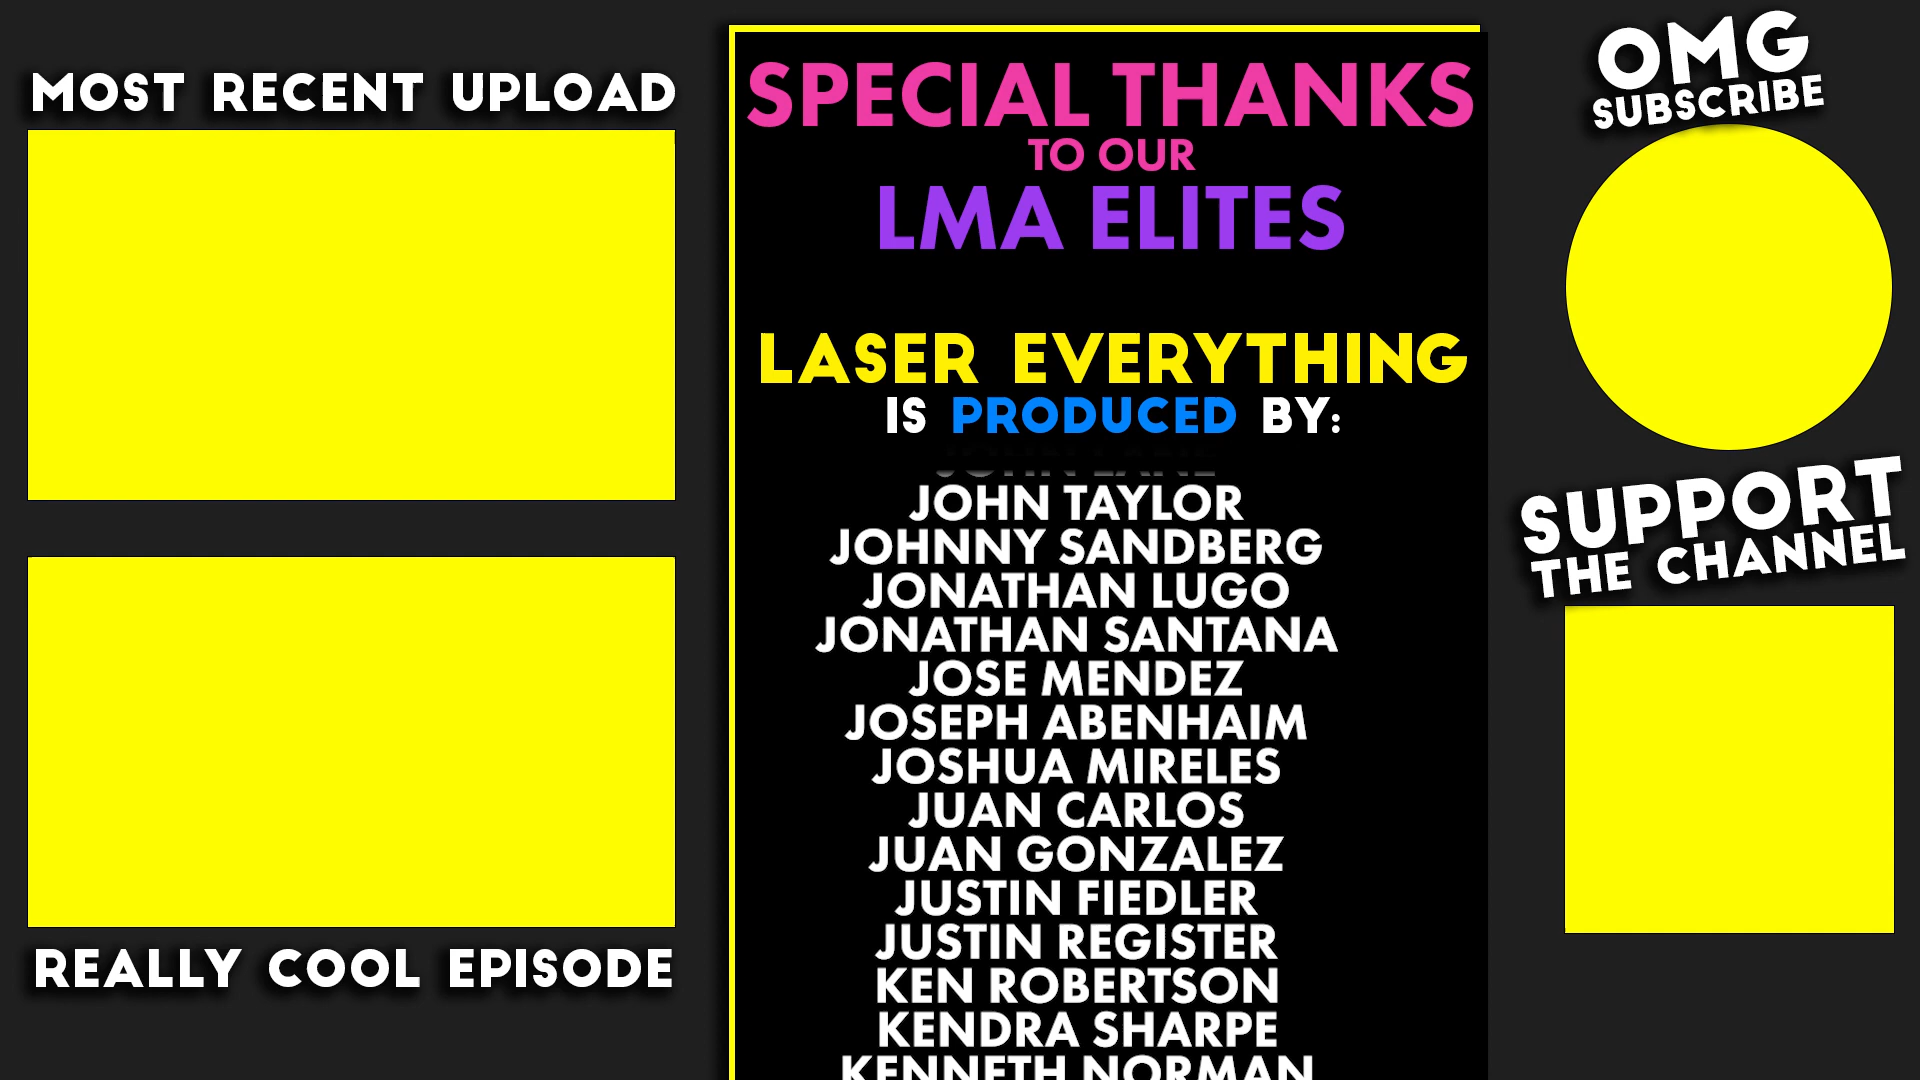 MOST RECENT UPLOAD
REALLY COOL EPISODE
SPECIAL THANKS
TO OUR
LMA ELITES
LASER EVERYTHING
IS PRODUCED BY:
JOHN LANE
JOHN TAYLOR
JOHNNY SANDBERG
JONATHAN LUGO
JONATHAN SANTANA
JOSE MENDEZ
JOSEPH ABENHAIM
JOSHUA MIRELES
JUAN CARLOS
JUAN GONZALEZ
JUSTIN FIEDLER
JUSTIN REGISTER
KEN ROBERTSON
KENDRA SHARPE
KENNETH NORMAN
OMG
SUBSCRIBE
SUPPORT
THE CHANNEL